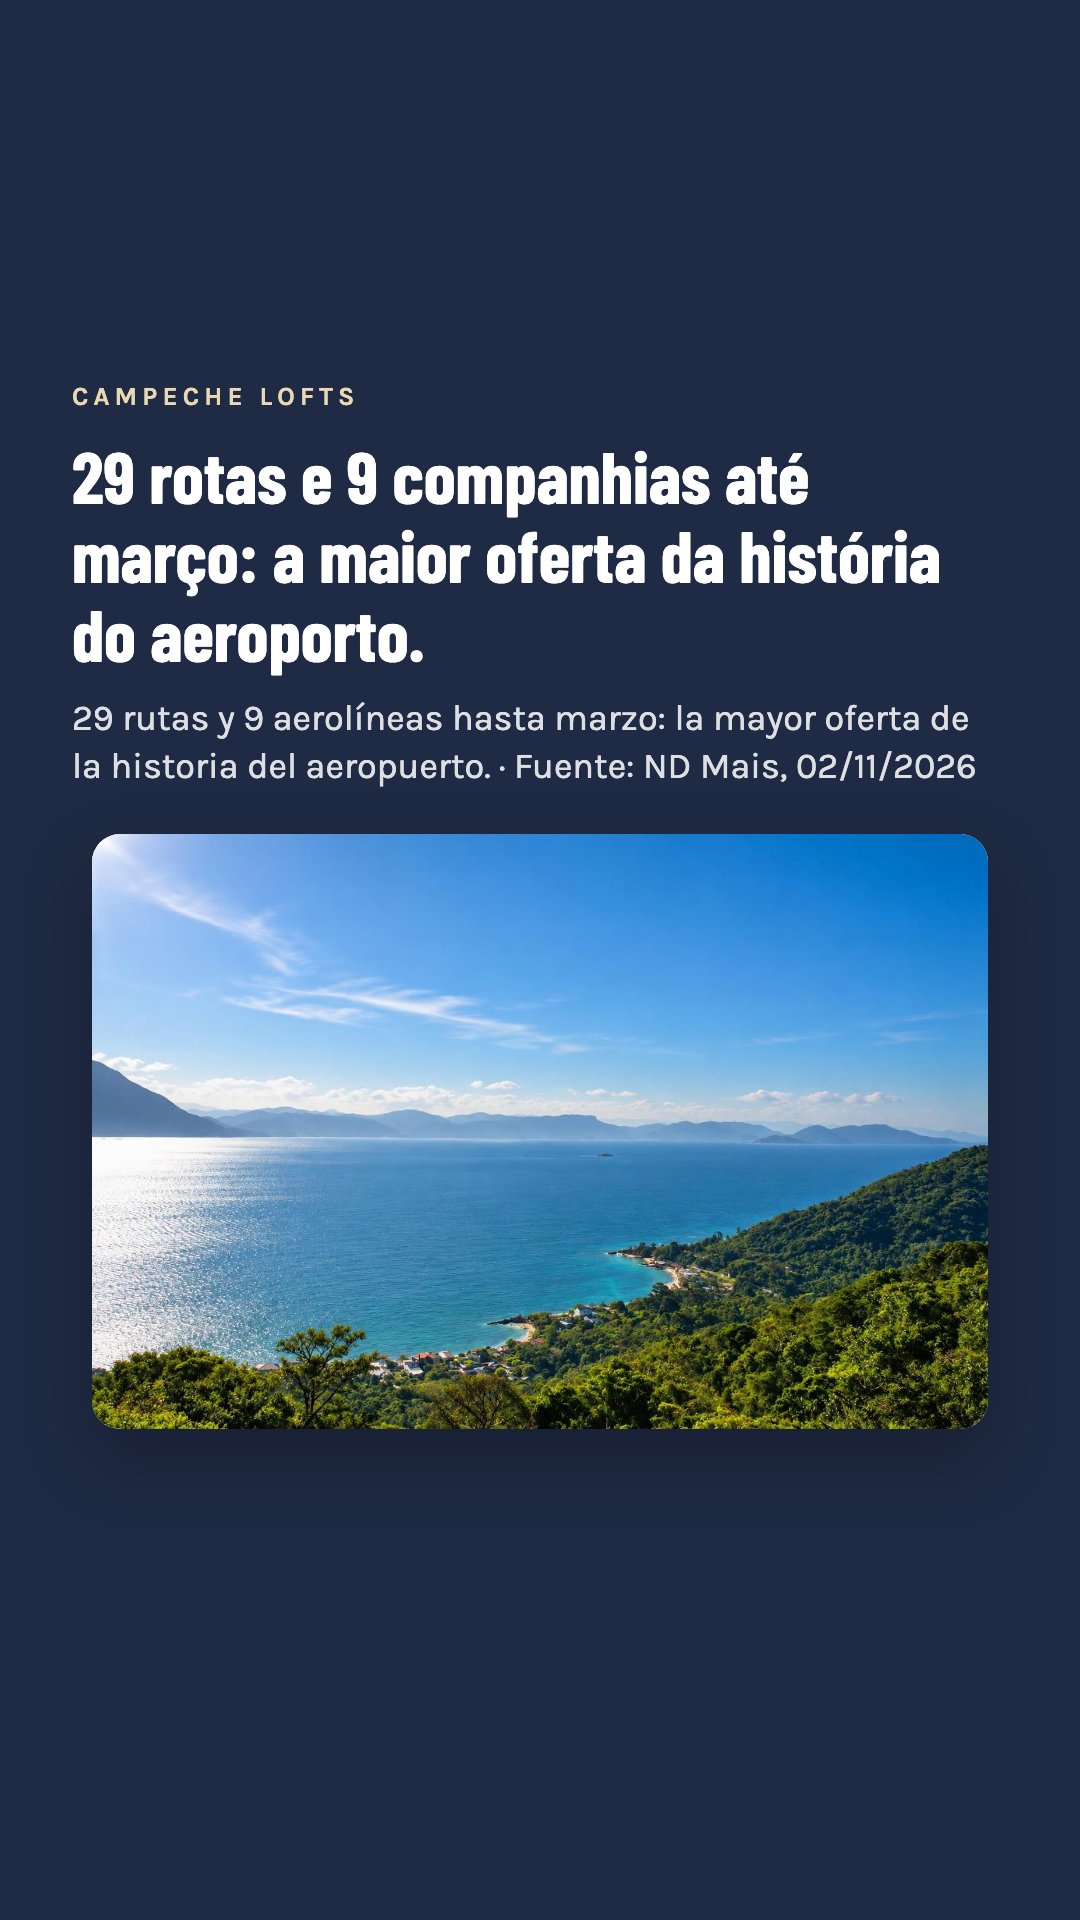 CAMPECHE LOFTS
29 rotas e 9 companhias até
março: a maior oferta da história
do aeroporto.
29 rutas y 9 aerolíneas hasta marzo: la mayor oferta de
la historia del aeropuerto. · Fuente: ND Mais, 02/11/2026